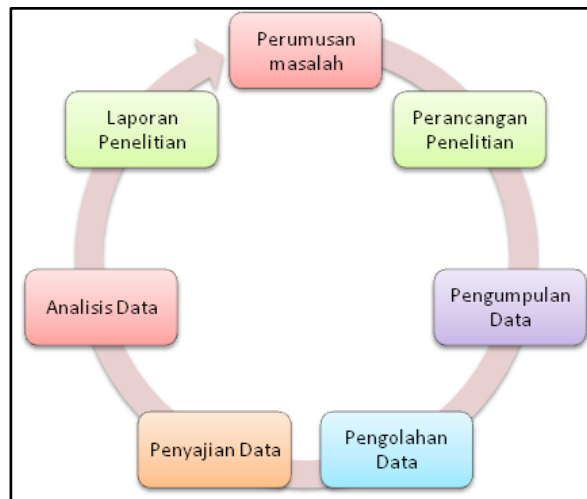 Perumusan
masalah
Perancangan
Penelitian
Pengumpulan
Data
Pengolahan
Data
Penyajian Data
Analisis Data
Laporan
Penelitian